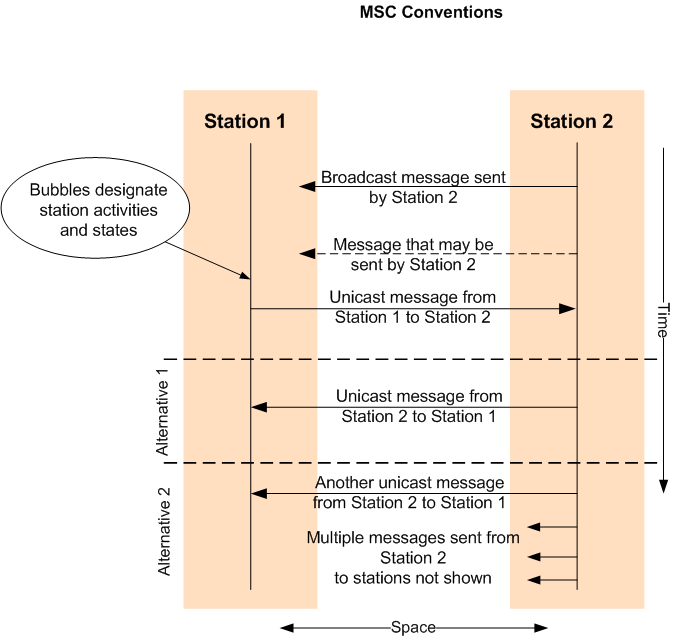 MSC Conventions
Station 1
Station 2
Bubbles designate
station activities
and states
Broadcast message sent
by Station 2
Message that may be
sent by Station 2
Unicast message from
Station 1 to Station 2
Time
Alternative 1
Unicast message from
Station 2 to Station 1
Alternative 2
Another unicast message
from Station 2 to Station 1
Multiple messages sent from
Station 2
to stations not shown
Space